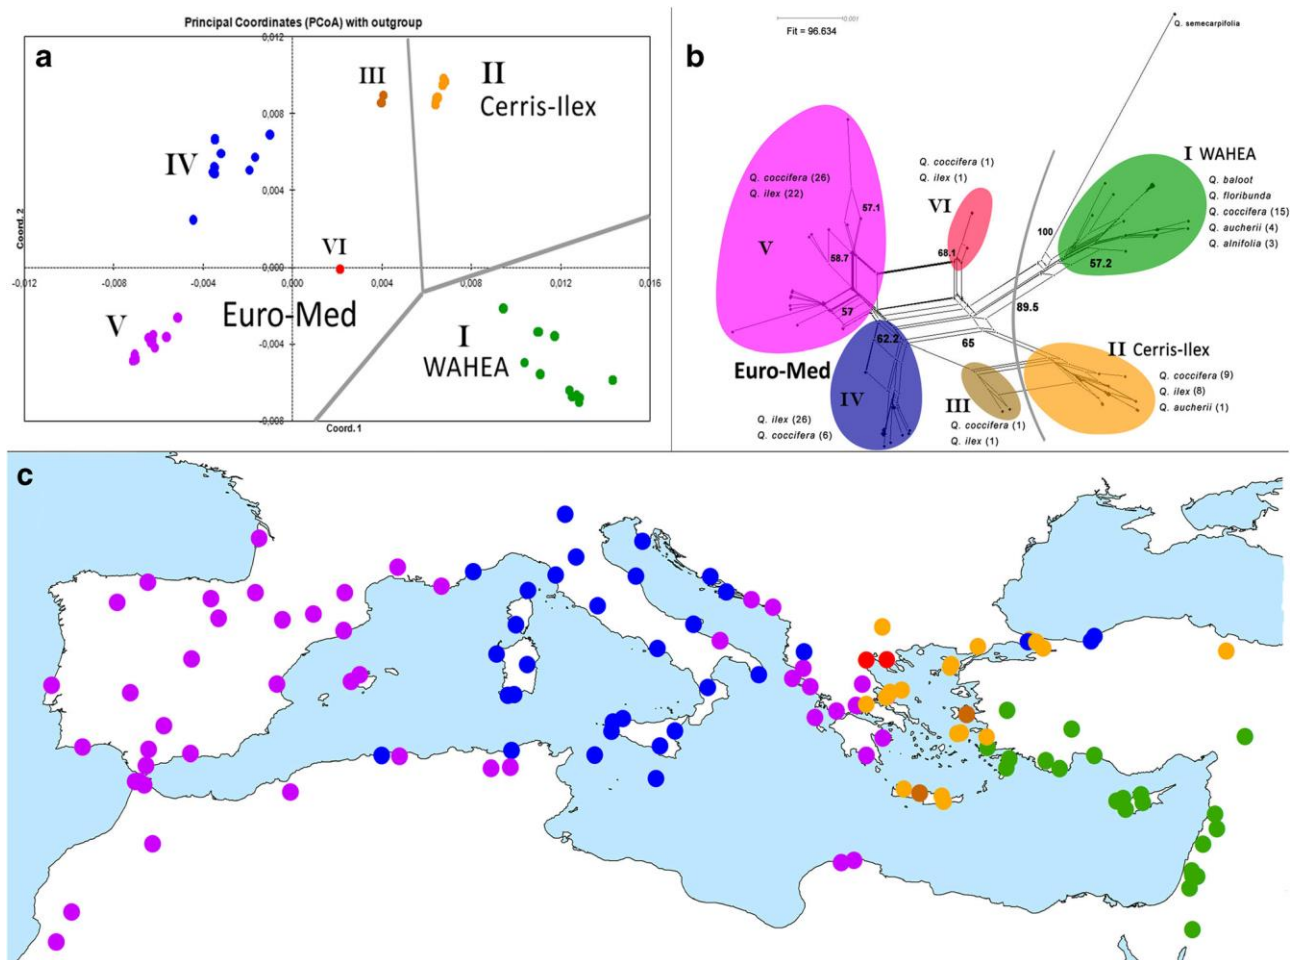 Principal Coordinates (PCoA) with outgroup
a
0,012
0,008
0,004
0,000
-0,004
-0,008
-0,012
-0,008
-0,004
0,000
0,004
0,008
0,012
0,016
Coord. 2
Coord. 1
III
II
Cerris-Ilex
IV
VI
V
Euro-Med
I
WAHEA
b
0.001
Fit = 96.634
Q. semecarpifolia
Q. coccifera (26)
Q. ilex (22)
V
57.1
58.7
57
Euro-Med
Q. coccifera (1)
Q. ilex (1)
VI
68.1
100
I WAHEA
Q. baloot
Q. floribunda
Q. coccifera (15)
Q. aucherii (4)
Q. alnifolia (3)
57.2
89.5
62.2
65
IV
Q. ilex (26)
Q. coccifera (6)
III
Q. coccifera (1)
Q. ilex (1)
II Cerris-Ilex
Q. coccifera (9)
Q. ilex (8)
Q. aucherii (1)
c